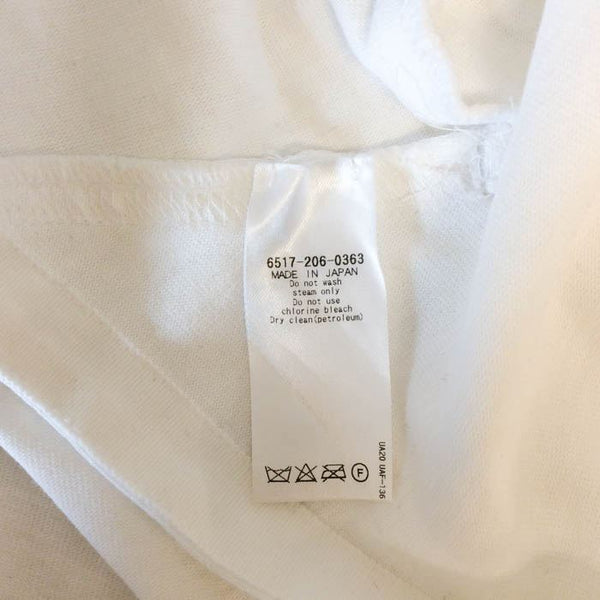 6517-206-0363
MADE IN JAPAN
Do not wash
steam only
Do not use
chlorine bleach
Dry clean(petroleum)
F
UA20 UAF-136